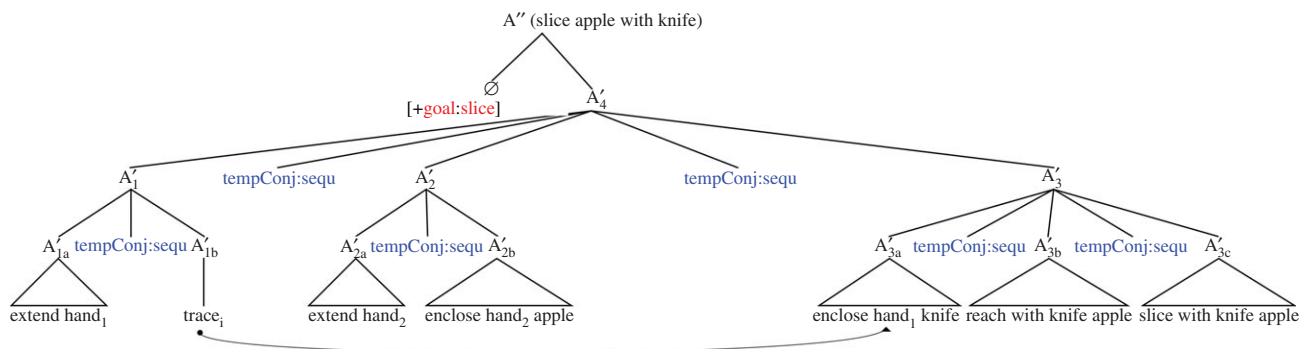 A″ (slice apple with knife)
∅
[+goal:slice] A′₄
A′₁ tempConj:sequ A′₂ tempConj:sequ A′₃
A′₁ₐ tempConj:sequ A′₁b A′₂ₐ tempConj:sequ A′₂b A′₃ₐ tempConj:sequ A′₃b tempConj:sequ A′₃c
extend hand₁ traceᵢ extend hand₂ enclose hand₂ apple enclose hand₁ knife reach with knife apple slice with knife apple